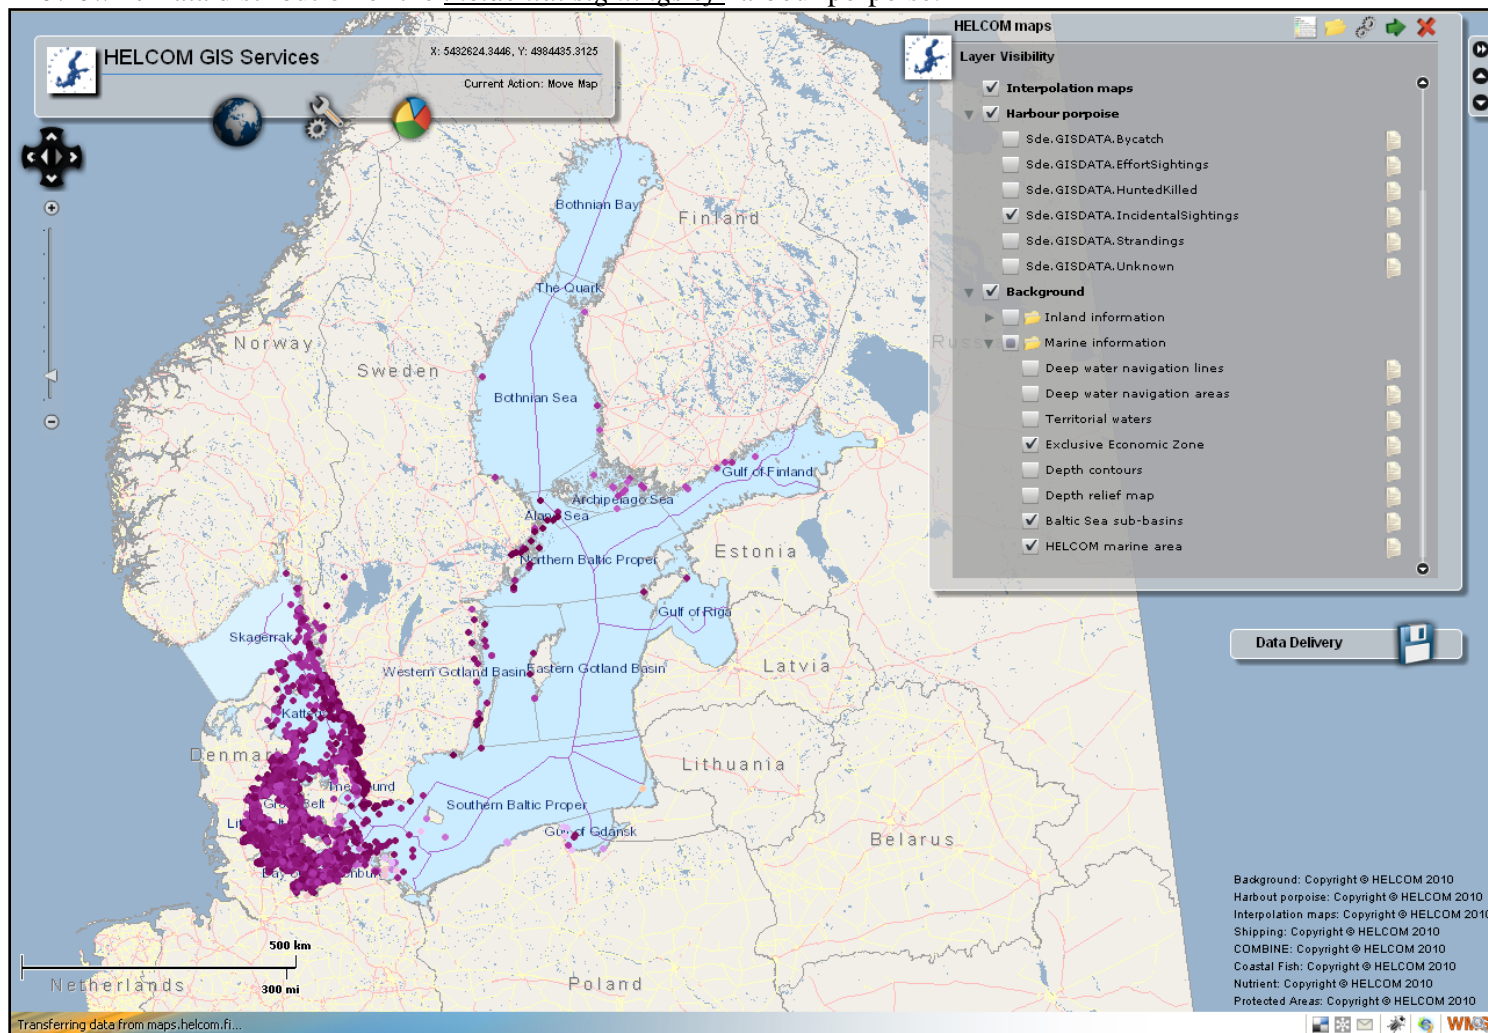 HELCOM GIS Services
X: 5432624.3446, Y: 4984435.3125
Current Action: Move Map
HELCOM maps
Layer Visibility
Interpolation maps
Harbour porpoise
Sde.GISDATA.Bycatch
Sde.GISDATA.EffortSightings
Sde.GISDATA.HuntedKilled
Sde.GISDATA.IncidentalSightings
Sde.GISDATA.Strandings
Sde.GISDATA.Unknown
Background
Inland information
Marine information
Deep water navigation lines
Deep water navigation areas
Territorial waters
Exclusive Economic Zone
Depth contours
Depth relief map
Baltic Sea sub-basins
HELCOM marine area
Data Delivery
Bothnian Bay
Finland
The Quark
Norway
Sweden
Bothnian Sea
Gulf of Finland
Archipelago Sea
Northern Baltic Proper
Estonia
Gulf of Riga
Skagerrak
Western Gotland Basin
Eastern Gotland Basin
Latvia
Denmark
Lithuania
Southern Baltic Proper
Belarus
500 km
300 mi
Netherlands
Poland
Background: Copyright © HELCOM 2010
Harbout porpoise: Copyright © HELCOM 2010
Interpolation maps: Copyright © HELCOM 2010
Shipping: Copyright © HELCOM 2010
COMBINE: Copyright © HELCOM 2010
Coastal Fish: Copyright © HELCOM 2010
Nutrient: Copyright © HELCOM 2010
Protected Areas: Copyright © HELCOM 2010
Transferring data from maps.helcom.fi...